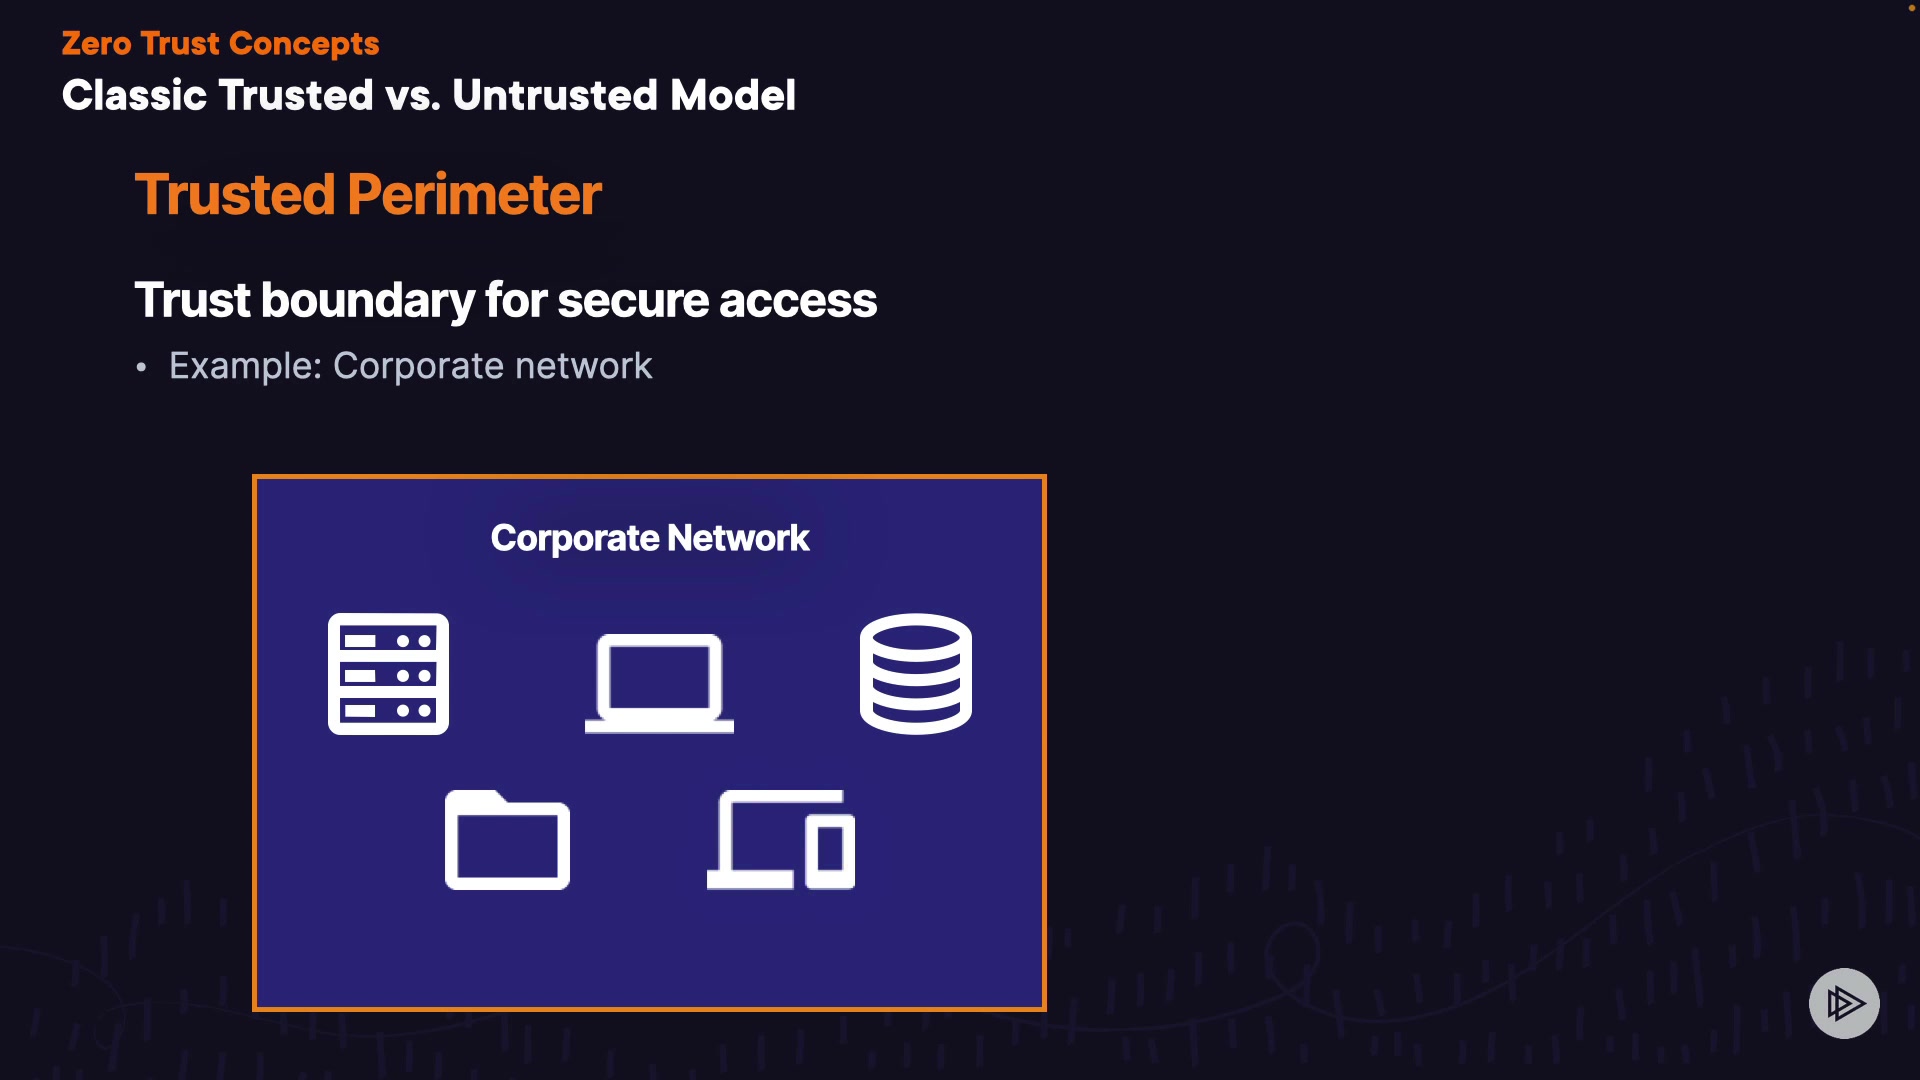 Zero Trust Concepts
Classic Trusted vs. Untrusted Model
Trusted Perimeter
Trust boundary for secure access
• Example: Corporate network
Corporate Network